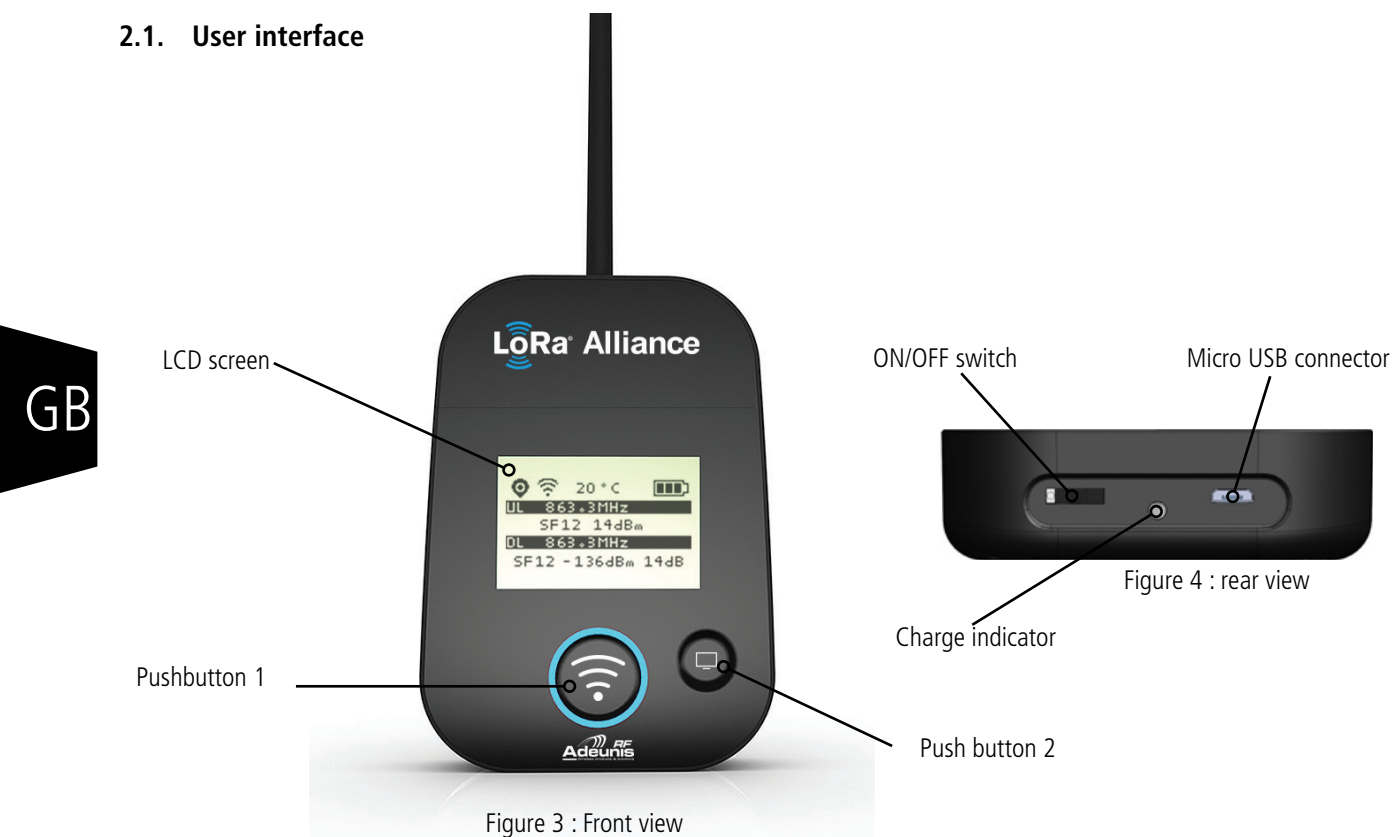 2.1. User interface
LoRa® Alliance
LCD screen
GB
20°C
UL 863.3MHz
SF12 14dBm
DL 863.3MHz
SF12 -136dBm 14dB
Pushbutton 1
Push button 2
Adeunis RF
Figure 3 : Front view
ON/OFF switch
Micro USB connector
Charge indicator
Figure 4 : rear view